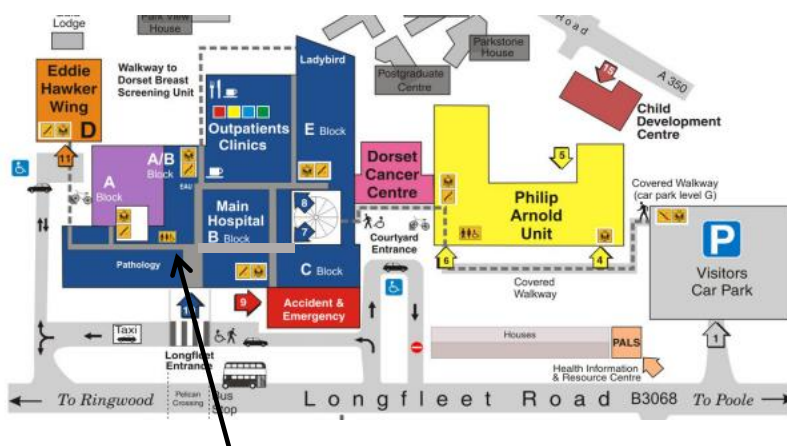 Lodge
Park View
House
Road
Parkstone
House
Postgraduate
Centre
A 350
15
Child
Development
Centre
Eddie
Hawker
Wing
D
11
Walkway to
Dorset Breast
Screening Unit
Ladybird
Outpatients
Clinics
E
Block
A/B
Block
EAU
A
Block
Main
Hospital
B Block
8
7
C Block
Pathology
Dorset
Cancer
Centre
Courtyard
Entrance
Philip
Arnold
Unit
5
6
4
Covered Walkway
(car park level G)
Covered
Walkway
P
Visitors
Car Park
1
9
Accident &
Emergency
Taxi
Longfleet
Entrance
Houses
PALS
Health Information
& Resource Centre
To Ringwood
Pelican
Crossing
Bus
Stop
Longfleet Road B3068 To Poole